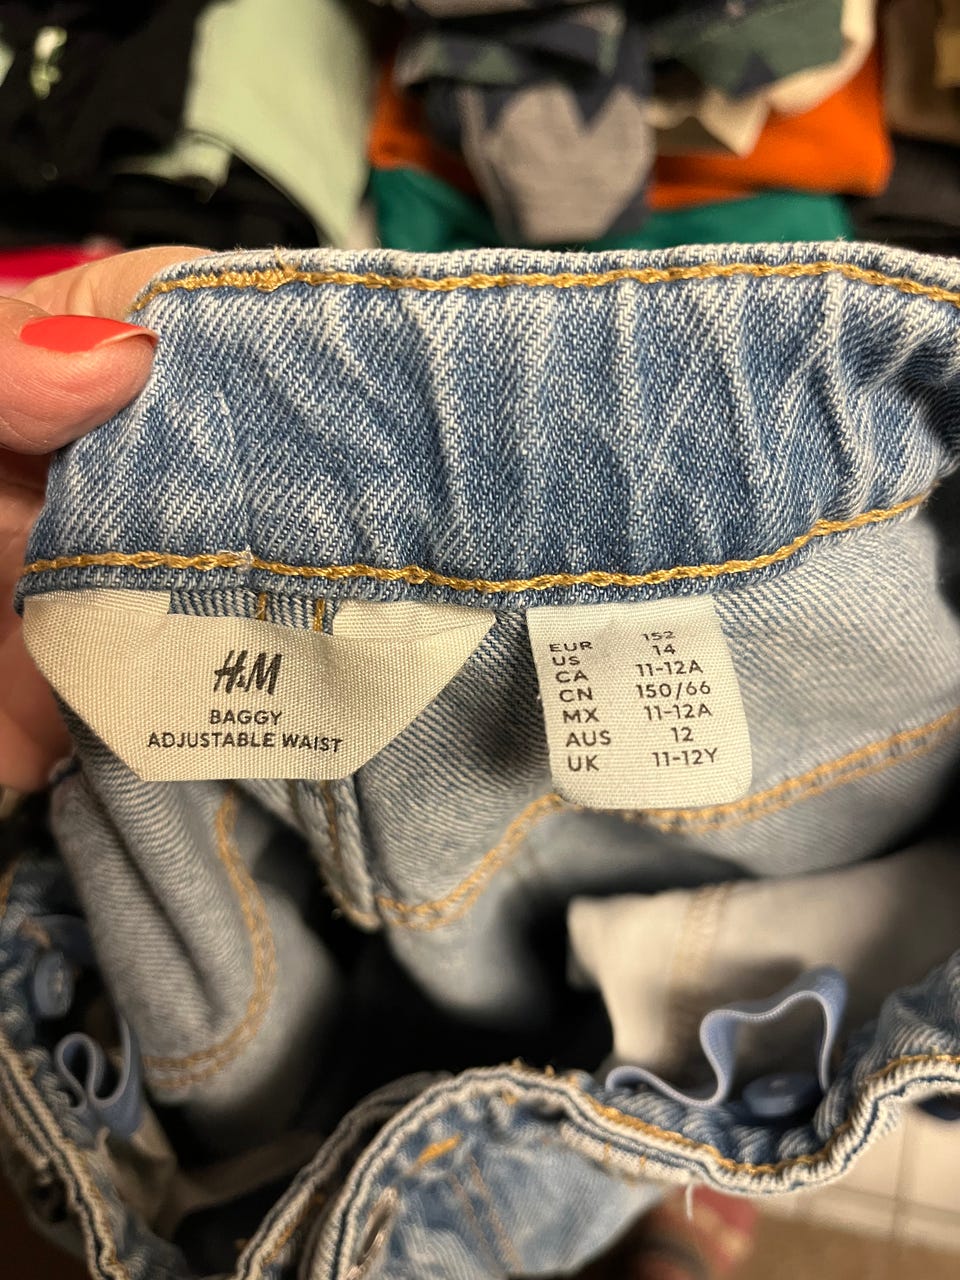 H&M
BAGGY
ADJUSTABLE WAIST
EUR 152
US 14
CA 11-12A
CN 150/66
MX 11-12A
AUS 12
UK 11-12Y